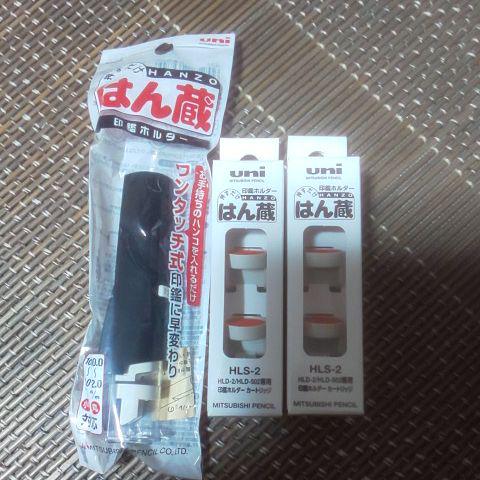 uni
HANZO
はん蔵
印鑑ホルダー
お手持ちのハンコを入れるだけ
ワンタッチ式印鑑に早変わり
MITSUBISHI PENCIL CO., LTD.
uni
MITSUBISHI PENCIL
印鑑ホルダー
HANZO
はん蔵
HLS-2
HLD-2/HLD-502専用
印鑑ホルダー カートリッジ
MITSUBISHI PENCIL
uni
MITSUBISHI PENCIL
印鑑ホルダー
HANZO
はん蔵
HLS-2
HLD-2/HLD-502専用
印鑑ホルダー カートリッジ
MITSUBISHI PENCIL